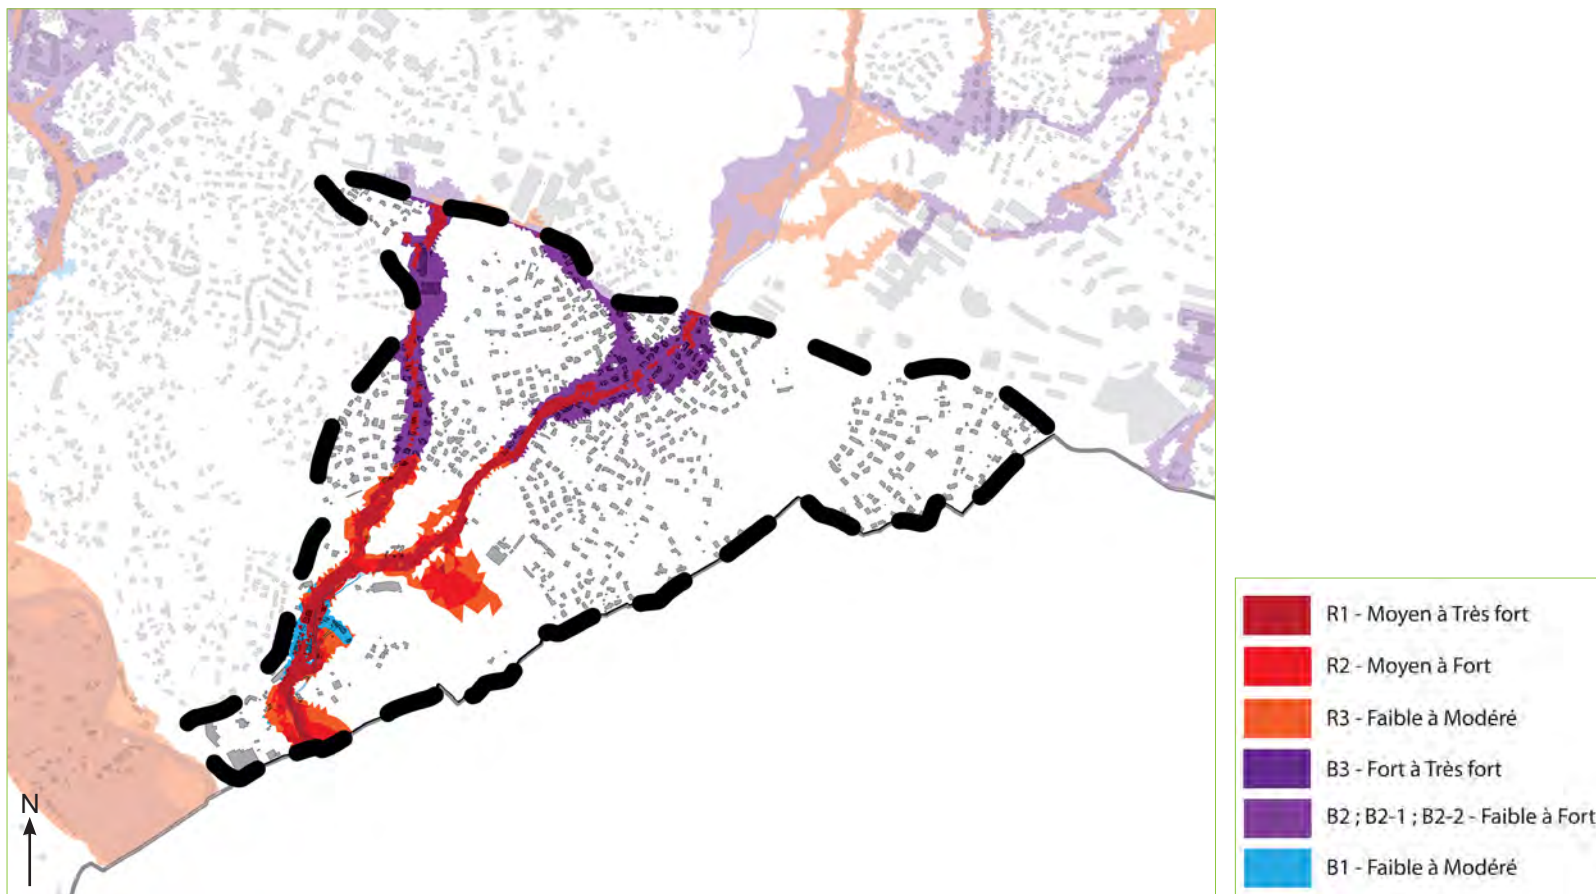 N
R1 - Moyen à Très fort
R2 - Moyen à Fort
R3 - Faible à Modéré
B3 - Fort à Très fort
B2 ; B2-1 ; B2-2 - Faible à Fort
B1 - Faible à Modéré